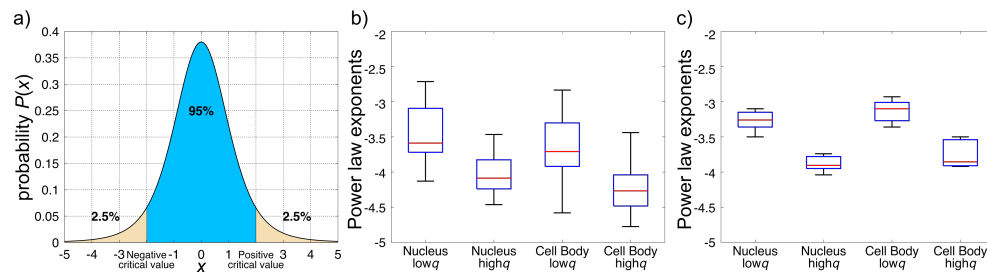 a)
probability P(x)
0.4
0.35
0.3
0.25
0.2
0.15
0.1
0.05
0
95%
2.5%
2.5%
-5 -4 -3 Negative -1 0 1 Positive 3 4 5
critical value x critical value
b)
Power law exponents
-2
-2.5
-3
-3.5
-4
-4.5
-5
Nucleus Nucleus Cell Body Cell Body
lowq highq lowq highq
c)
Power law exponents
-2
-2.5
-3
-3.5
-4
-4.5
-5
Nucleus Nucleus Cell Body Cell Body
lowq highq lowq highq